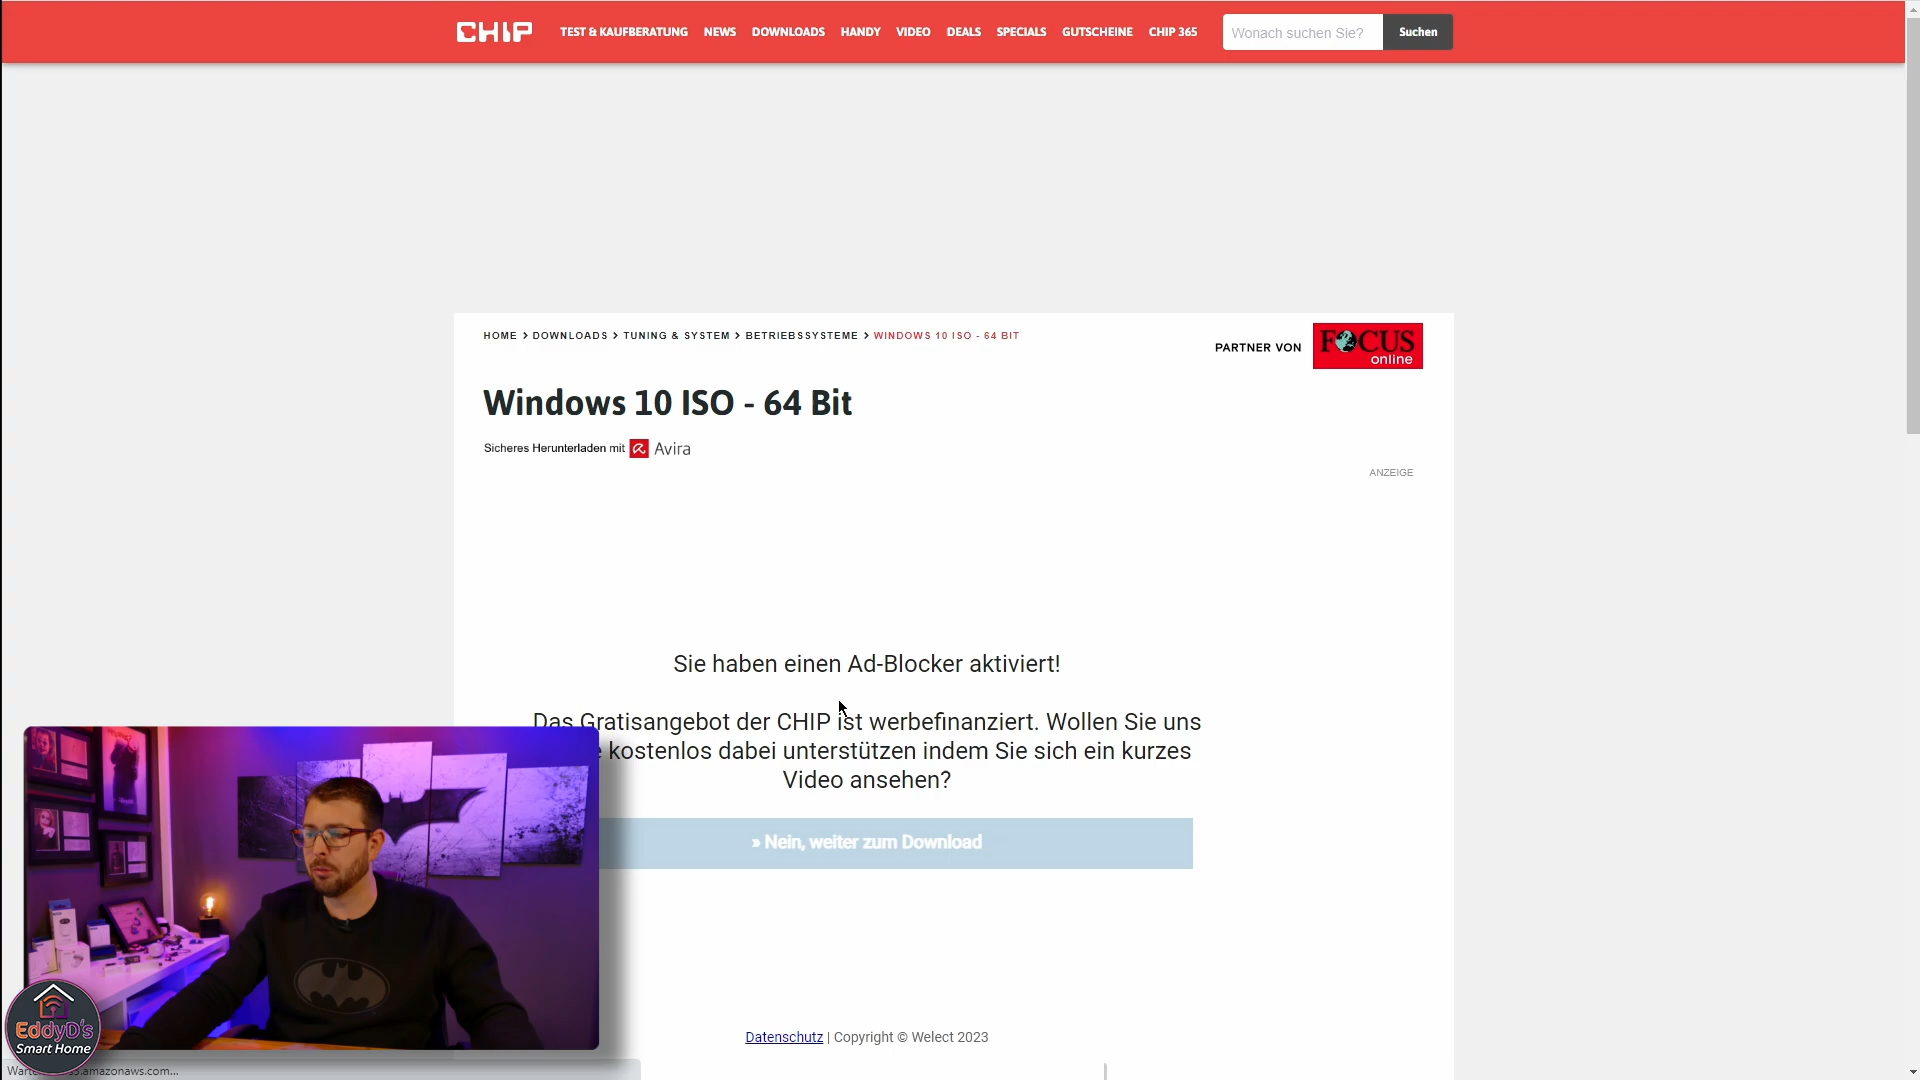 CHIP TEST & KAUFBERATUNG NEWS DOWNLOADS HANDY VIDEO DEALS SPECIALS GUTSCHEINE CHIP 365 Wonach suchen Sie? Suchen
HOME > DOWNLOADS > TUNING & SYSTEM > BETRIEBSSYSTEME > WINDOWS 10 ISO - 64 BIT
PARTNER VON FOCUS online
Windows 10 ISO - 64 Bit
Sicheres Herunterladen mit Avira
ANZEIGE
Sie haben einen Ad-Blocker aktiviert!
Das Gratisangebot der CHIP ist werbefinanziert. Wollen Sie uns
kostenlos dabei unterstützen indem Sie sich ein kurzes
Video ansehen?
» Nein, weiter zum Download
Datenschutz | Copyright © Welect 2023
EddyD's
Smart Home
amazonaws.com...